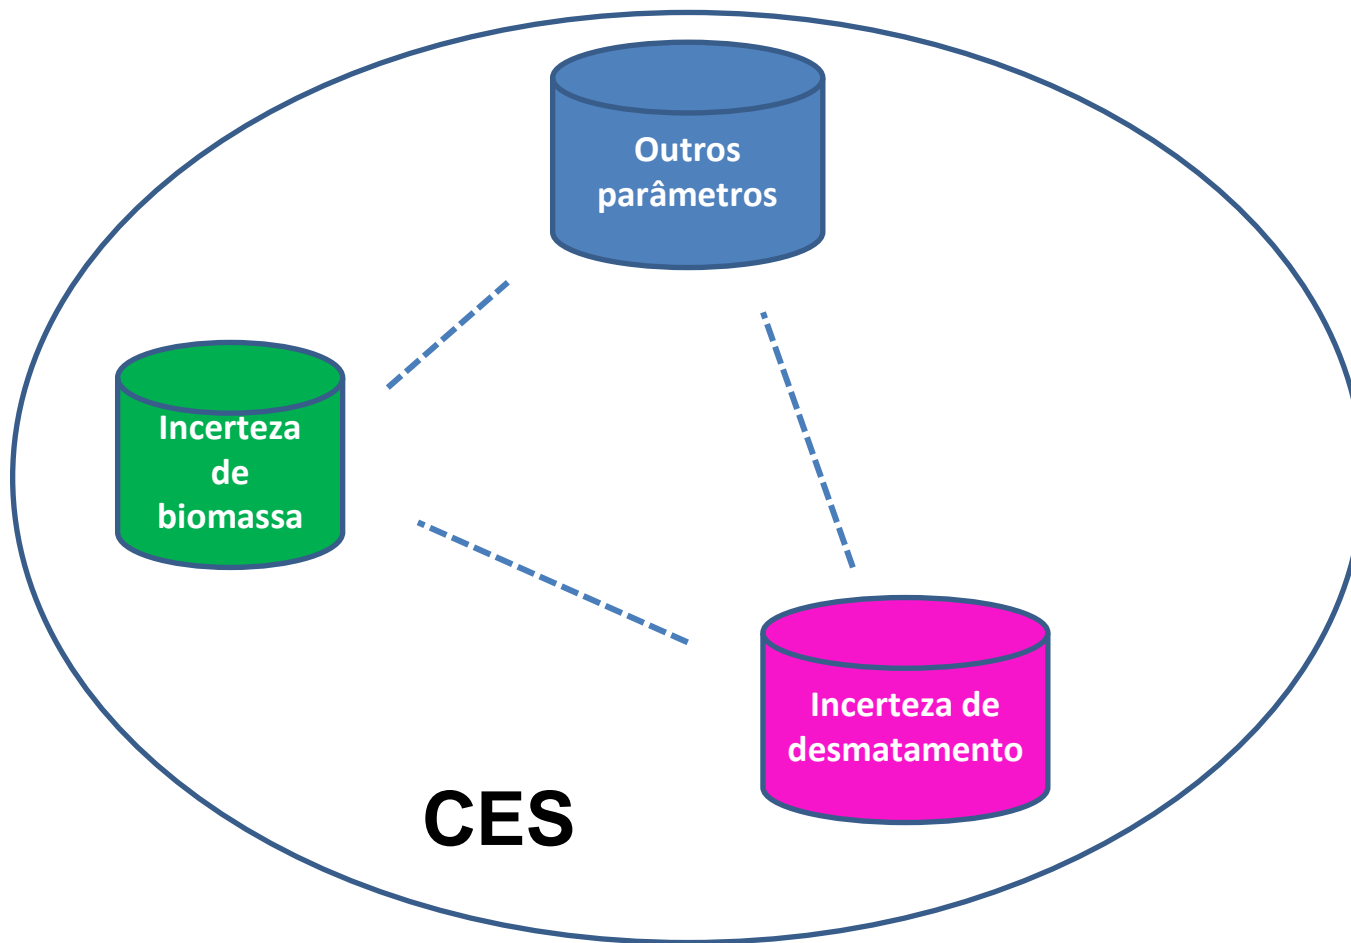 Outros
parâmetros
Incerteza
de
biomassa
Incerteza de
desmatamento
CES